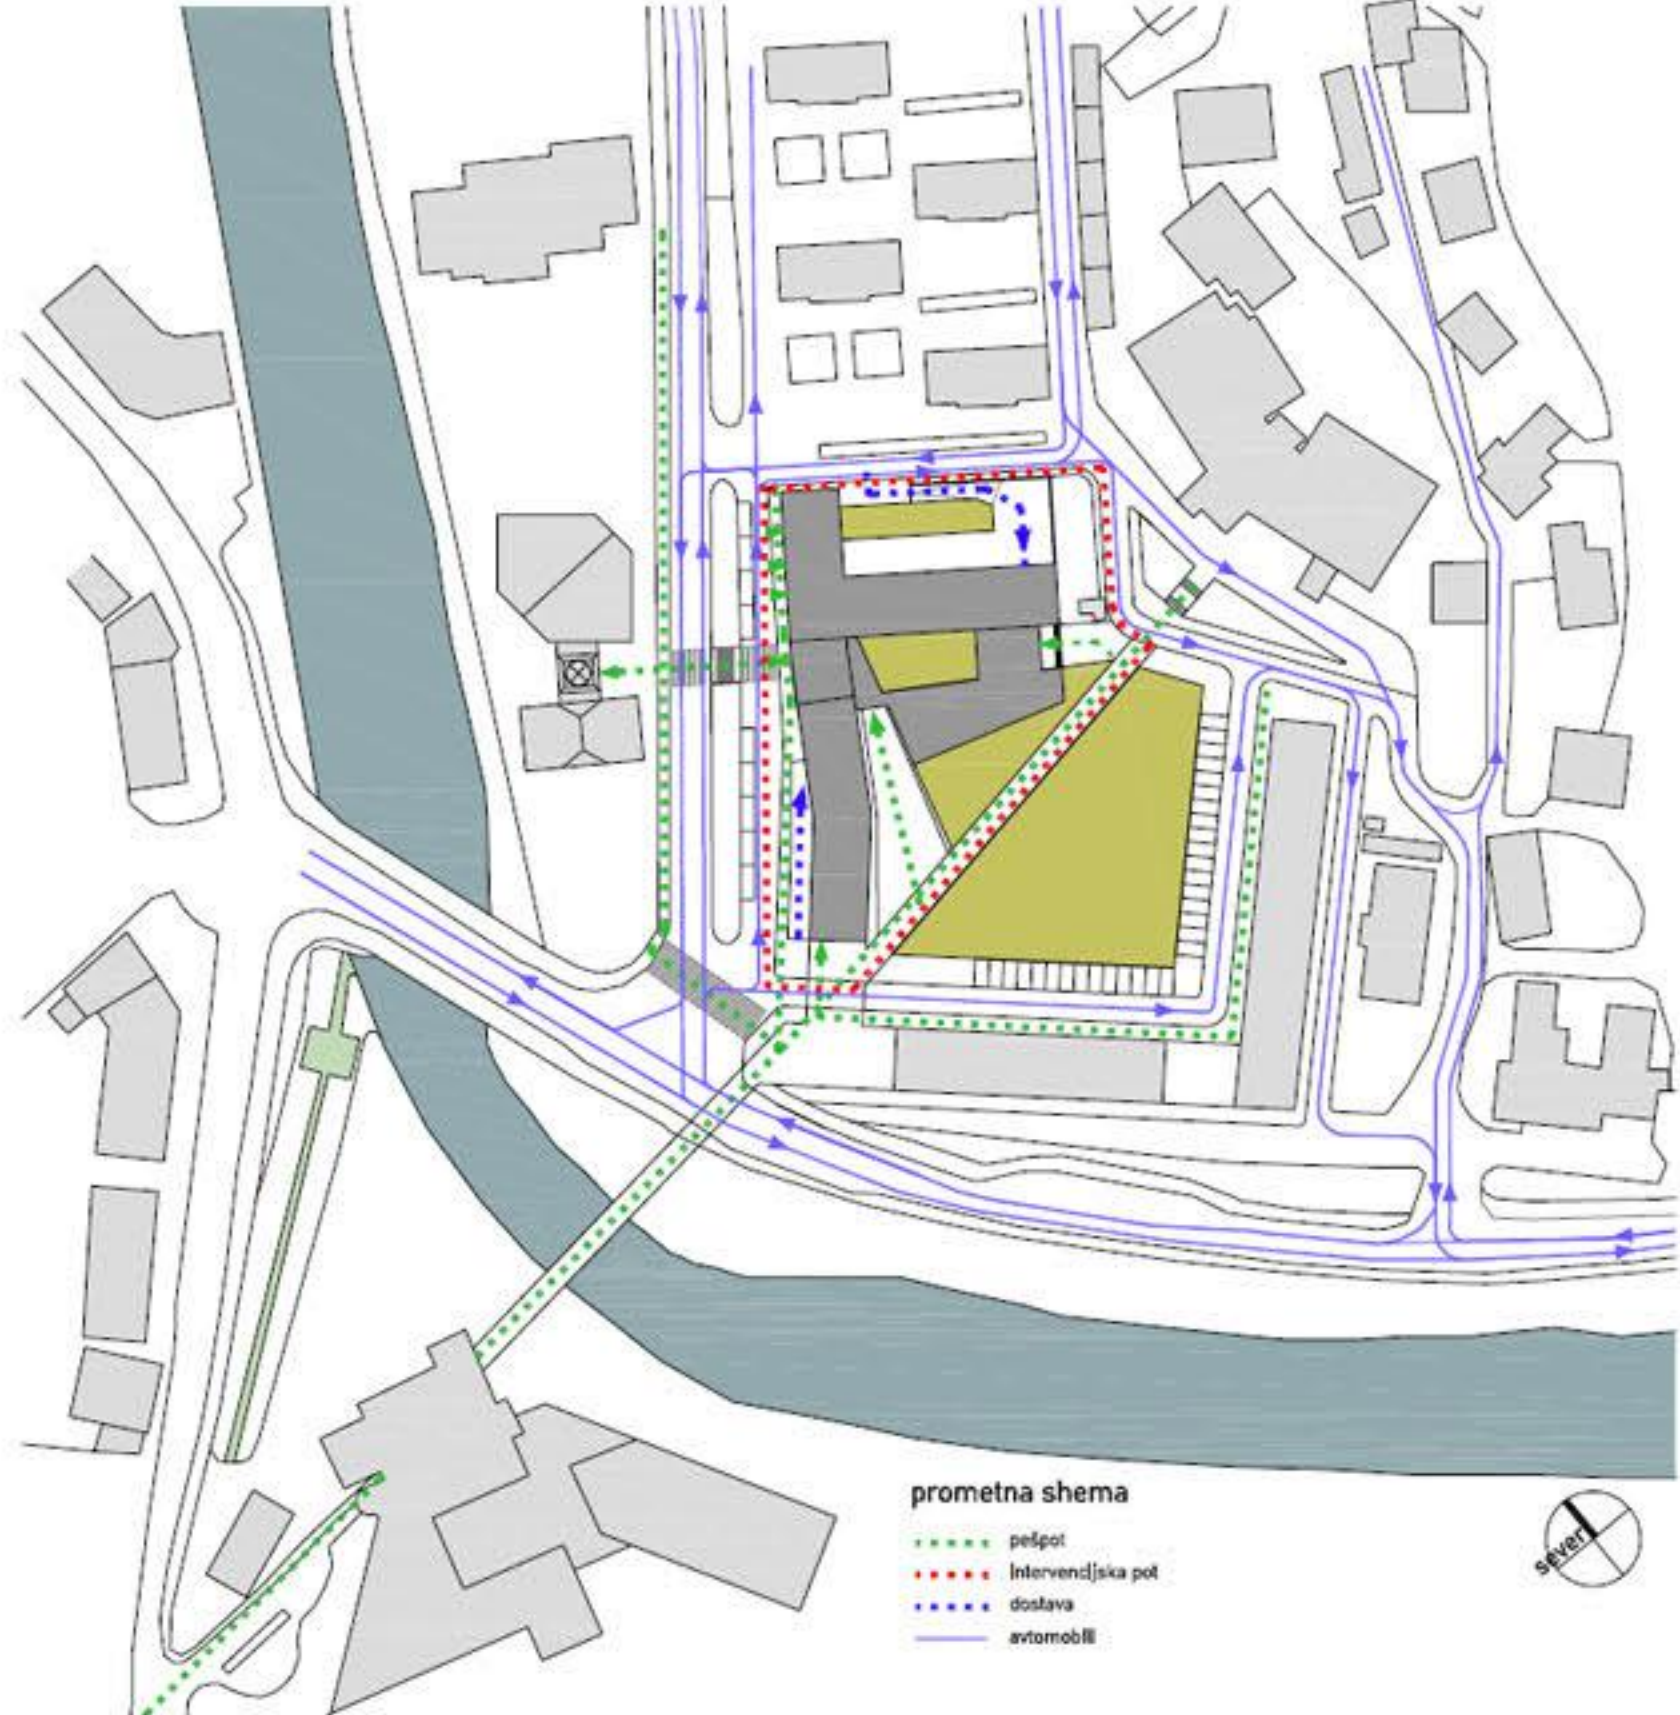 prometna shema
pešpot
intervencijska pot
dostava
avtomobili
sever